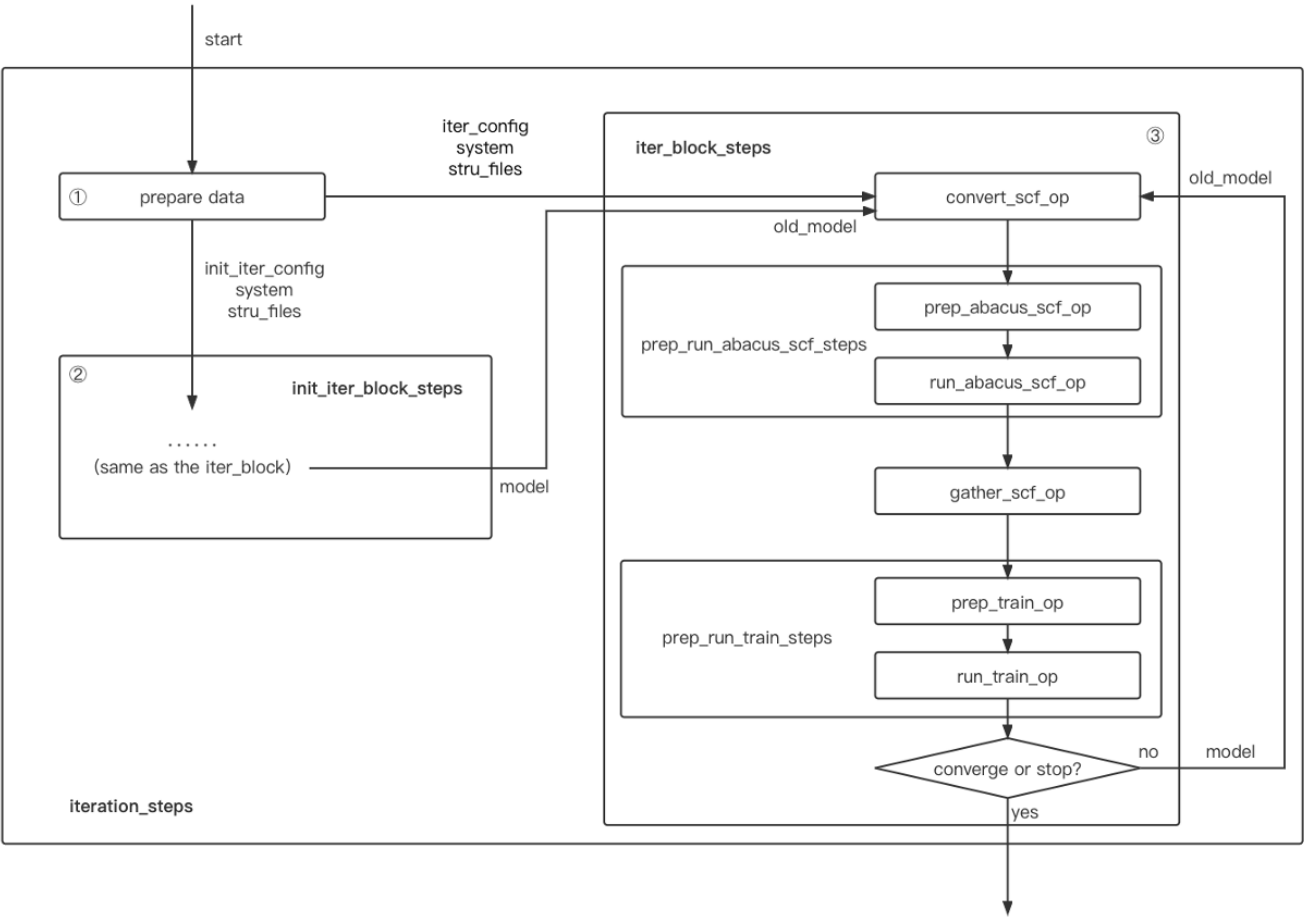 start
iter_config
system
stru_files
③
iter_block_steps
① prepare data
convert_scf_op
old_model
old_model
init_iter_config
system
stru_files
prep_abacus_scf_op
prep_run_abacus_scf_steps
run_abacus_scf_op
②
init_iter_block_steps
......
(same as the iter_block)
model
gather_scf_op
prep_train_op
prep_run_train_steps
run_train_op
converge or stop?
no
model
yes
iteration_steps